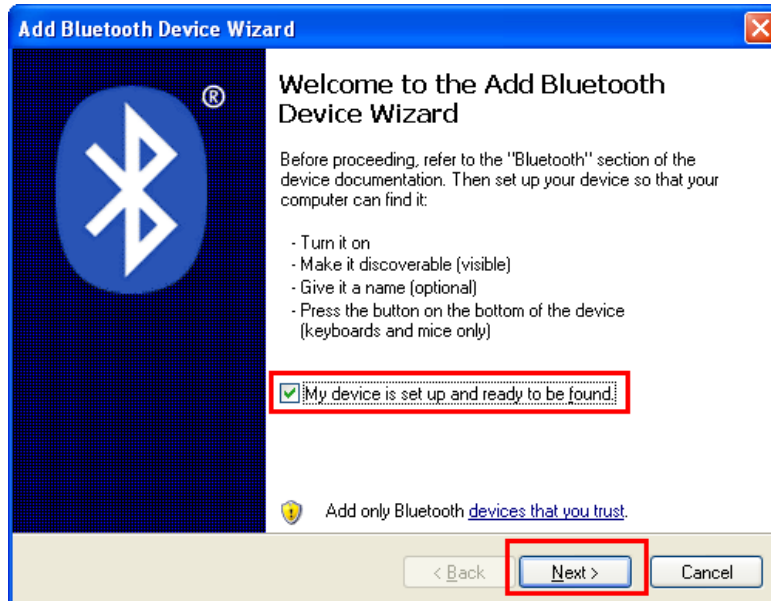 Add Bluetooth Device Wizard
®
Welcome to the Add Bluetooth
Device Wizard
Before proceeding, refer to the "Bluetooth" section of the
device documentation. Then set up your device so that your
computer can find it:
- Turn it on
- Make it discoverable (visible)
- Give it a name (optional)
- Press the button on the bottom of the device
(keyboards and mice only)
My device is set up and ready to be found.
Add only Bluetooth devices that you trust.
< Back Next > Cancel